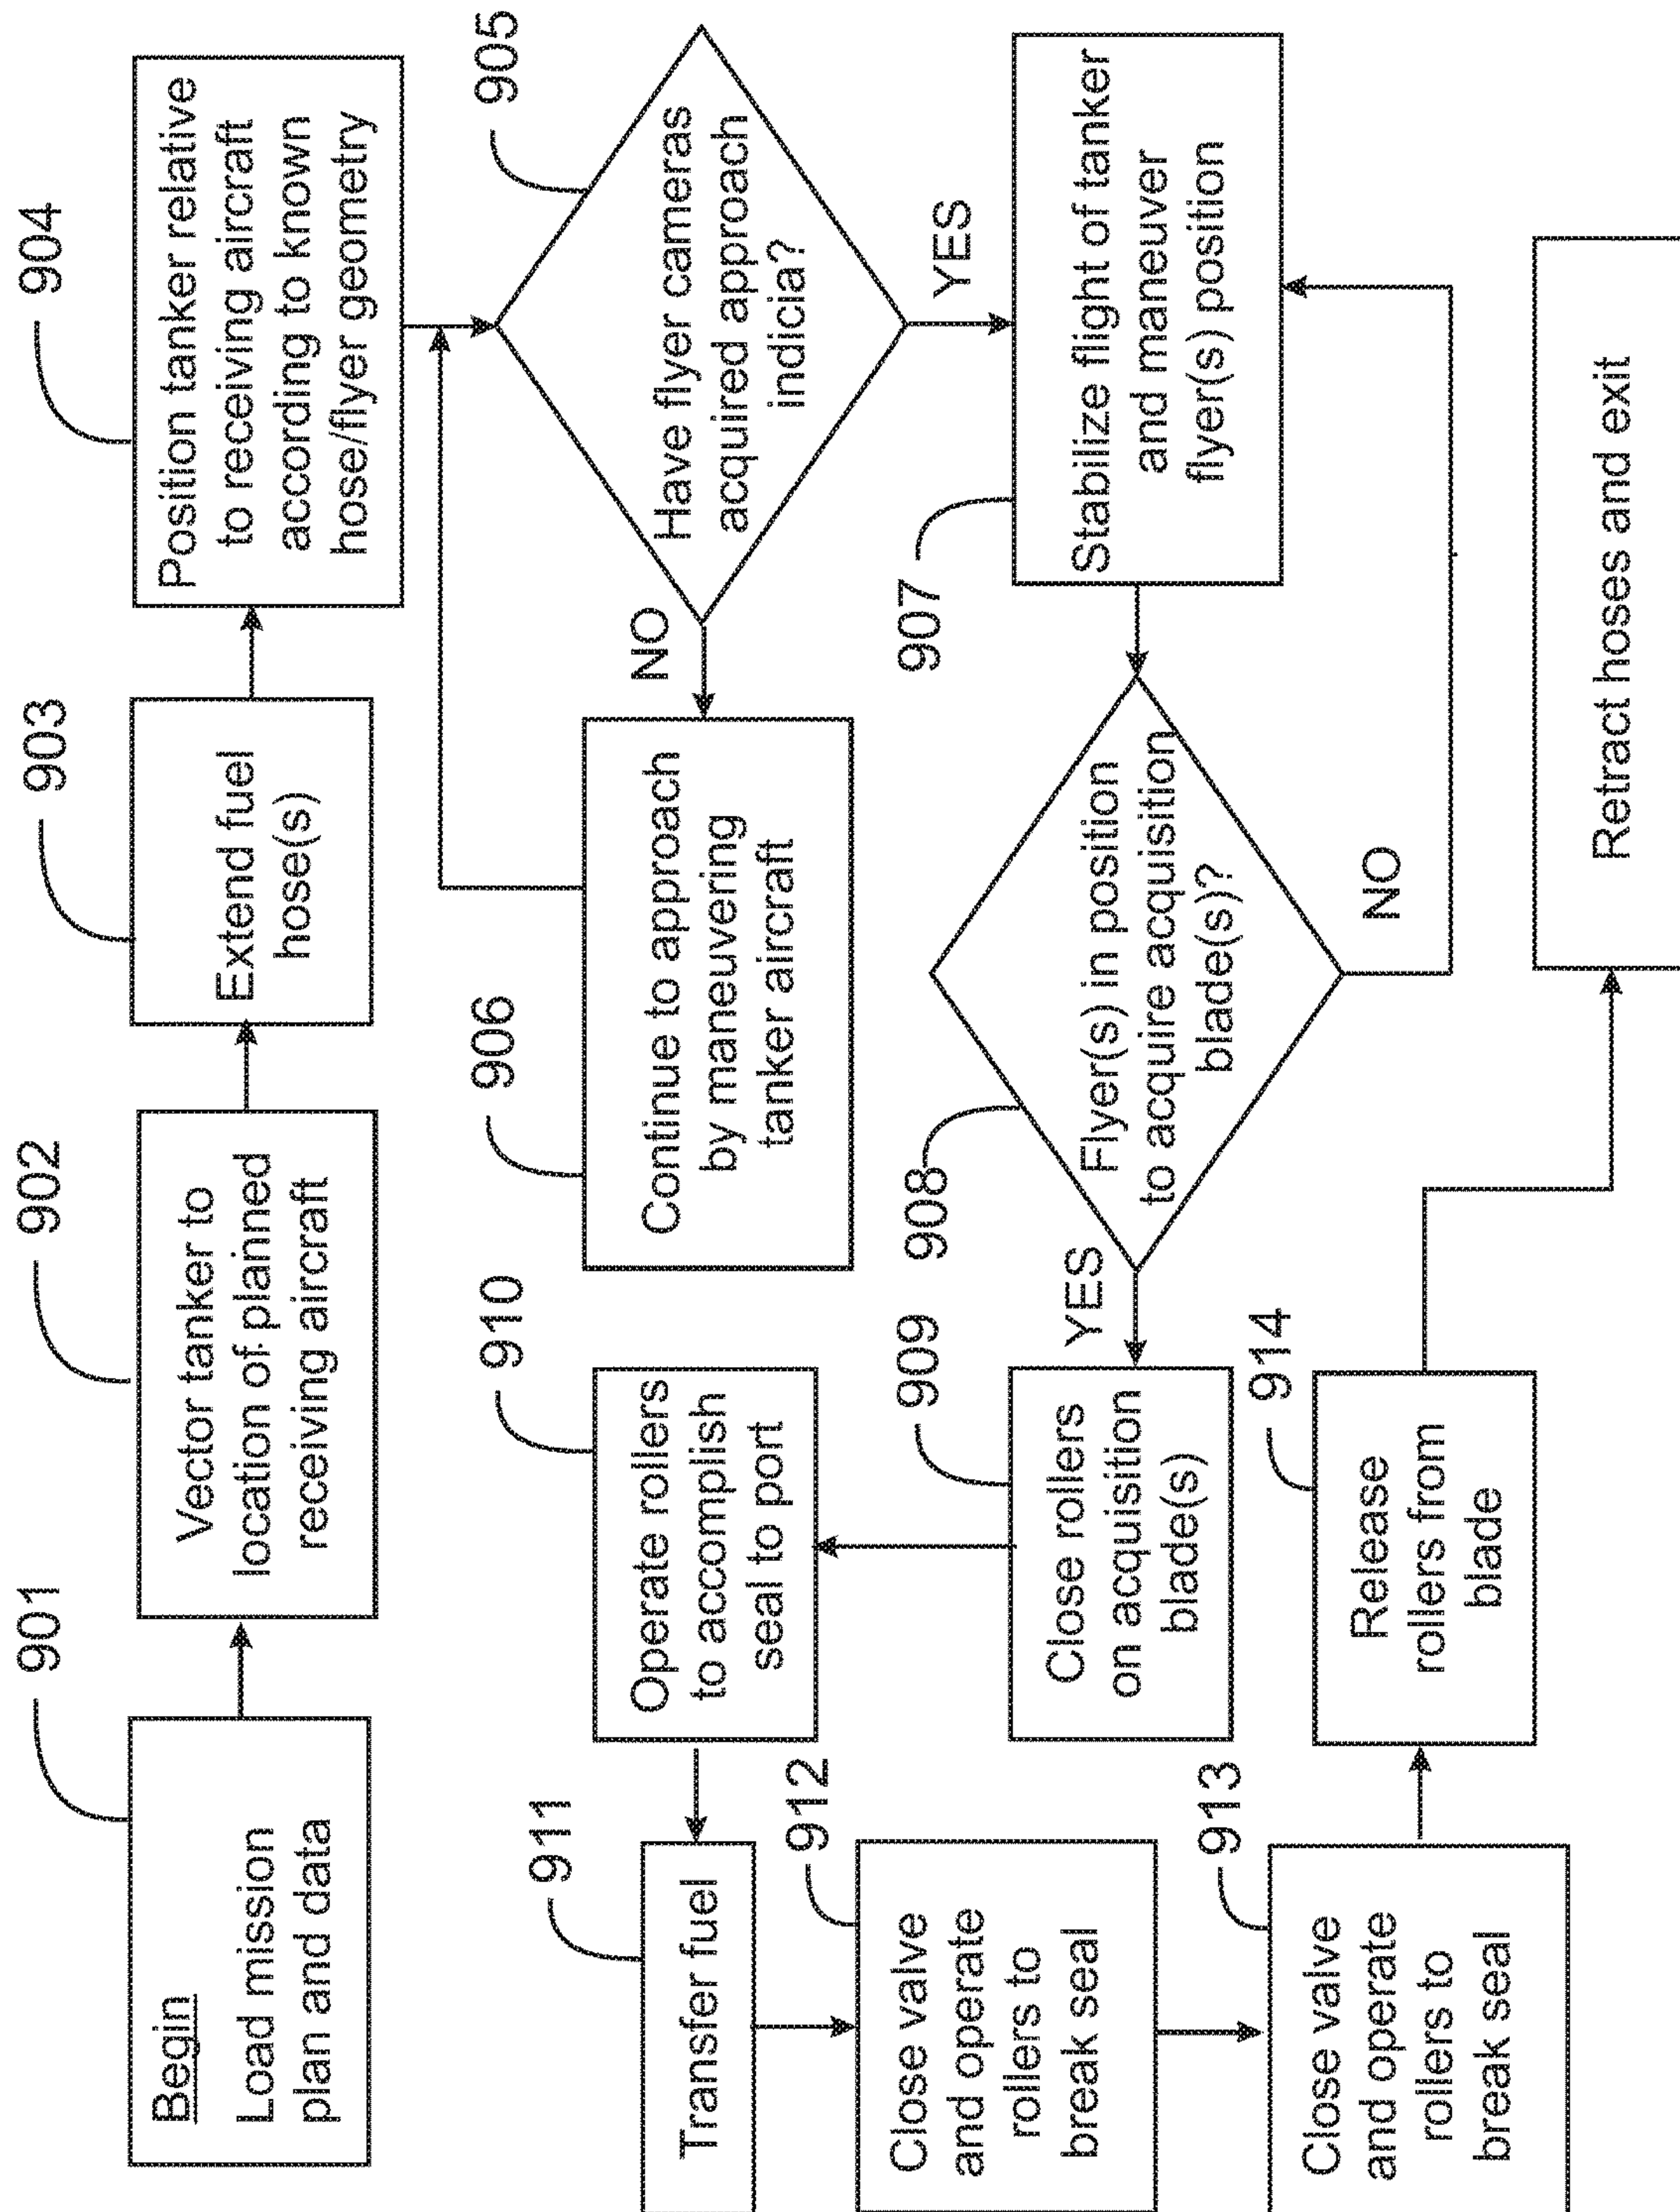 901
Begin
Load mission
plan and data
902
Vector tanker to
location of planned
receiving aircraft
903
Extend fuel
hose(s)
904
Position tanker relative
to receiving aircraft
according to known
hose/flyer geometry
905
Have flyer cameras
acquired approach
indicia?
NO
YES
906
Continue to approach
by maneuvering
tanker aircraft
907
Stabilize flight of tanker
and maneuver
flyer(s) position
908
Flyer(s) in position
to acquire acquisition
blade(s)?
YES
NO
909
Close rollers
on acquisition
blade(s)
910
Operate rollers
to accomplish
seal to port
911
Transfer fuel
912
Close valve
and operate
rollers to
break seal
913
Close valve
and operate
rollers to
break seal
914
Release
rollers from
blade
Retract hoses and exit